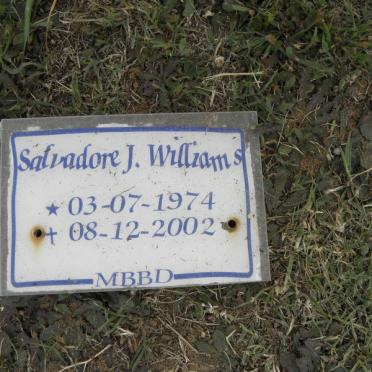 Salvadore J. Williams
★ 03-07-1974
✝ 08-12-2002
MBBD